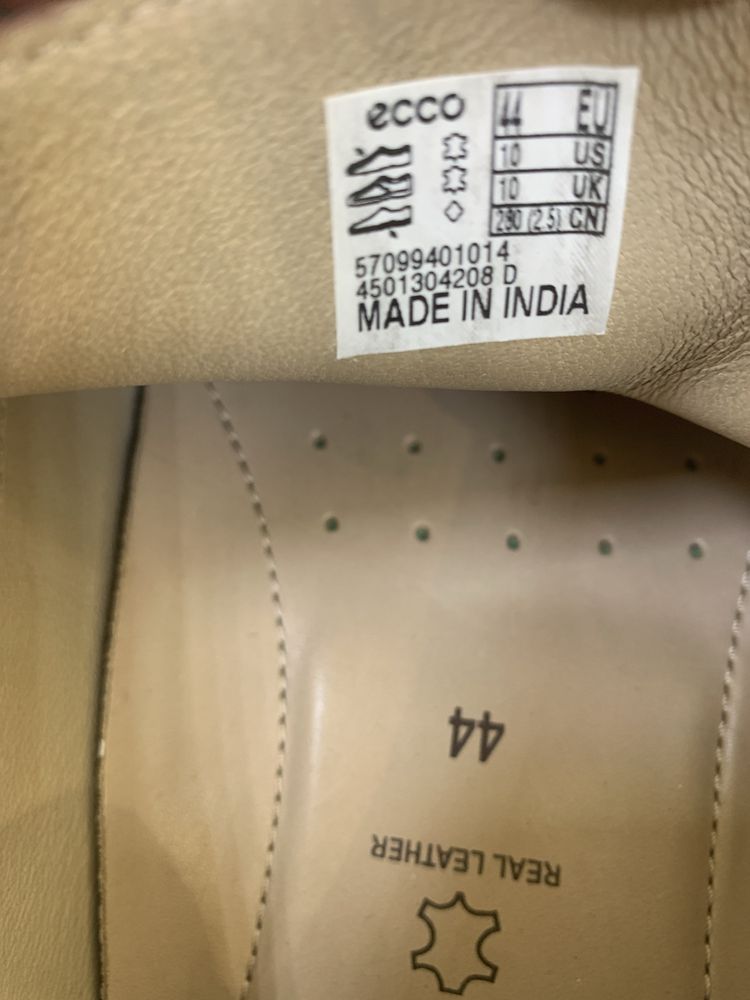 ecco
44 EU
10 US
10 UK
290 (2.5) CN
57099401014
4501304208 D
MADE IN INDIA
44
REAL LEATHER